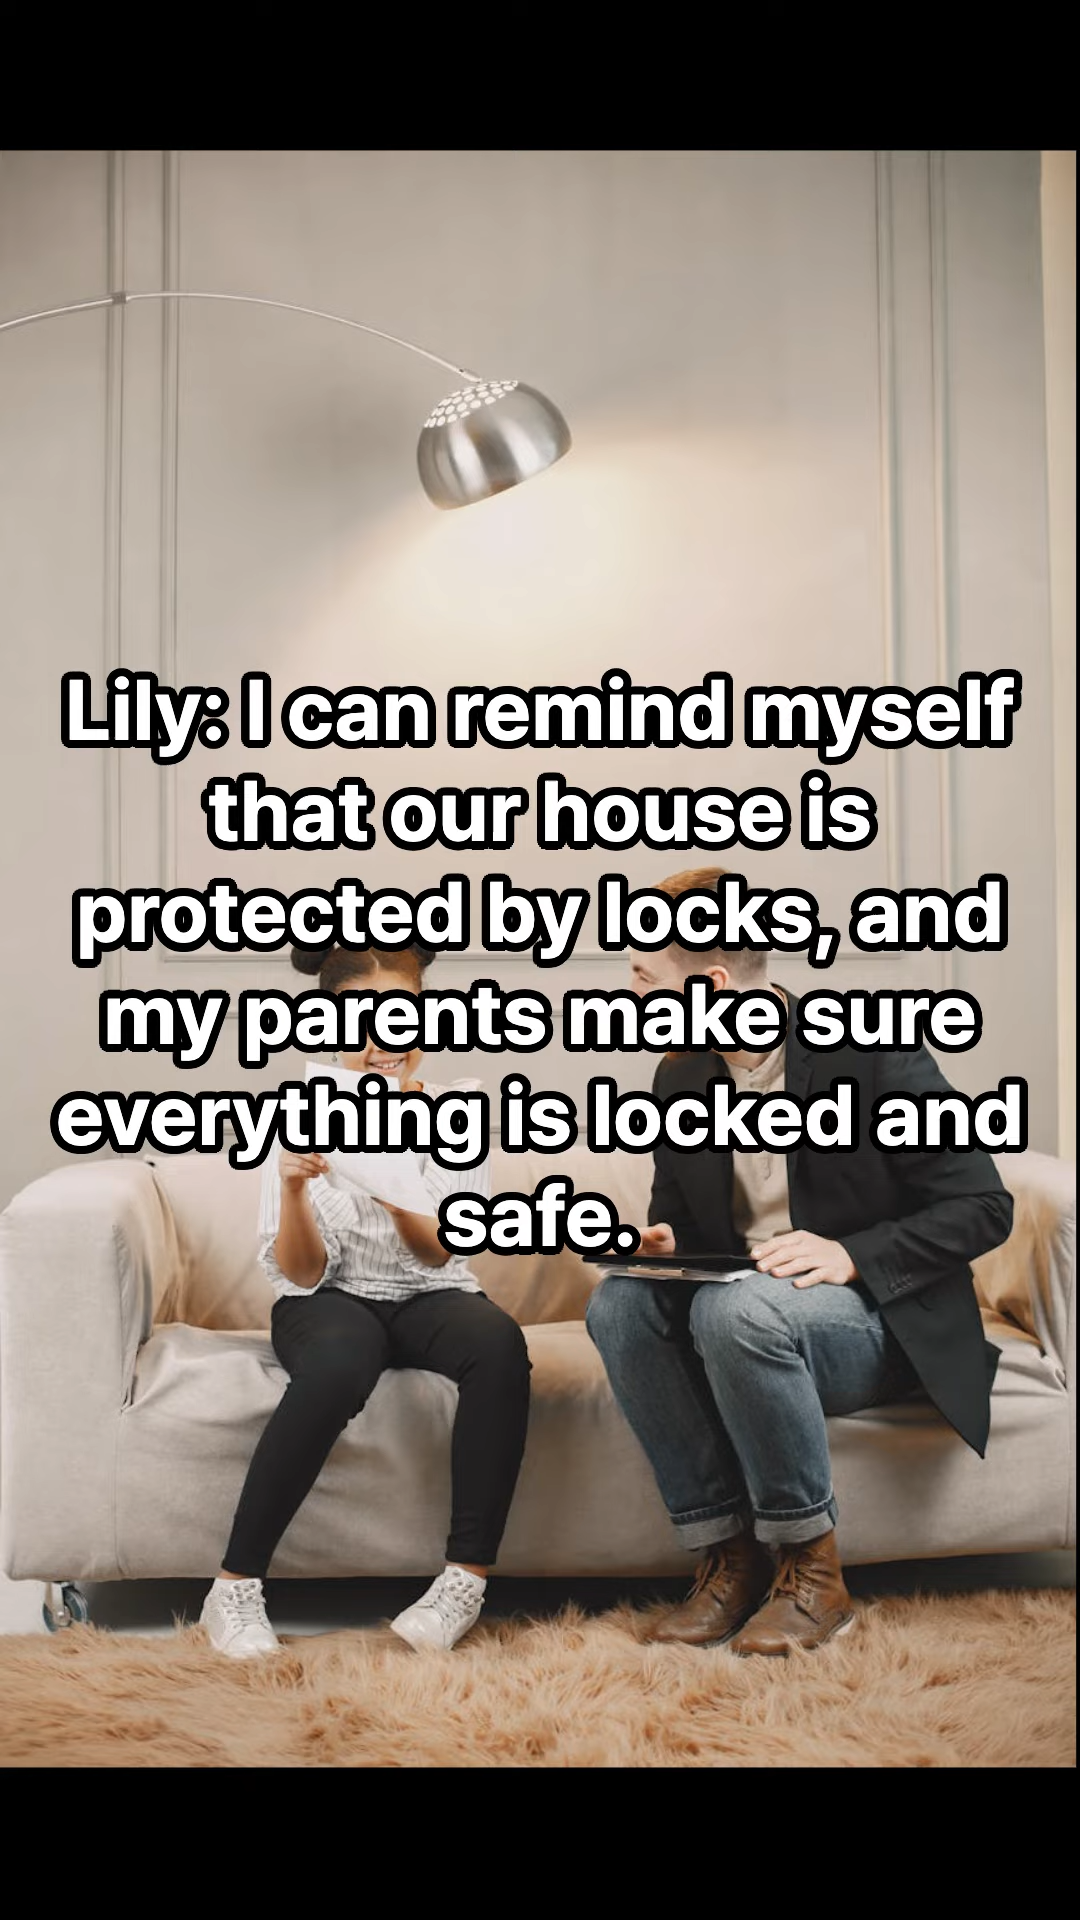 Lily: I can remind myself
that our house is
protected by locks, and
my parents make sure
everything is locked and
safe.